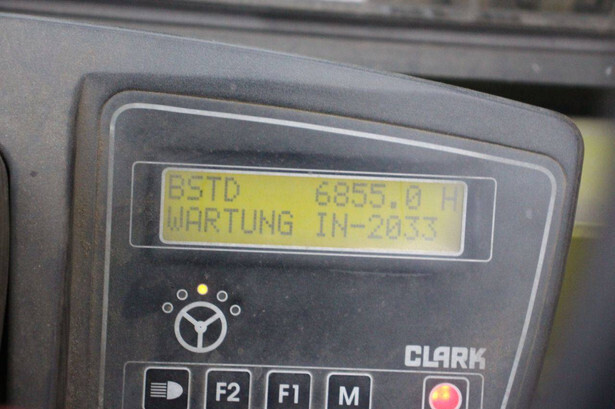 BSTD 6855.0 H
WARTUNG IN-2033
CLARK
F2 F1 M